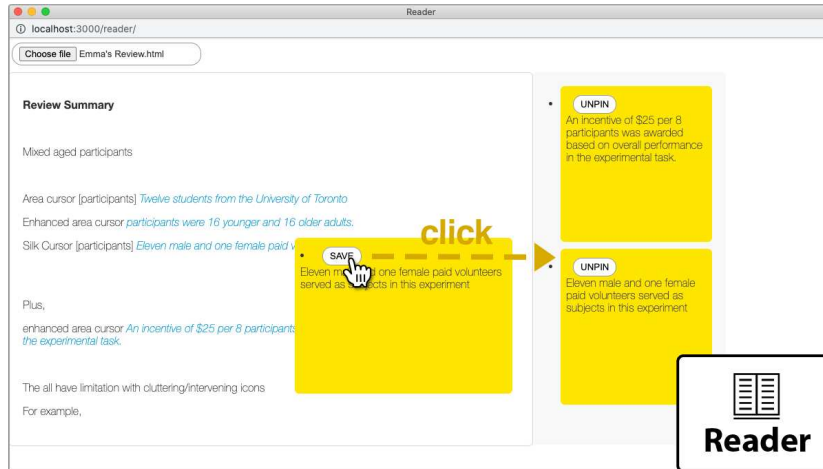 Reader
localhost:3000/reader/
Choose file Emma's Review.html
Review Summary
Mixed aged participants
Area cursor [participants] Twelve students from the University of Toronto
Enhanced area cursor participants were 16 younger and 16 older adults.
Silk Cursor [participants] Eleven male and one female paid v
Plus,
enhanced area cursor An incentive of $25 per 8 participants
the experimental task.
The all have limitation with cluttering/intervening icons
For example,
SAVE
Eleven and one female paid volunteers
served as in this experiment
click
UNPIN
An incentive of $25 per 8
participants was awarded
based on overall performance
in the experimental task.
UNPIN
Eleven male and one female
paid volunteers served as
subjects in this experiment
Reader